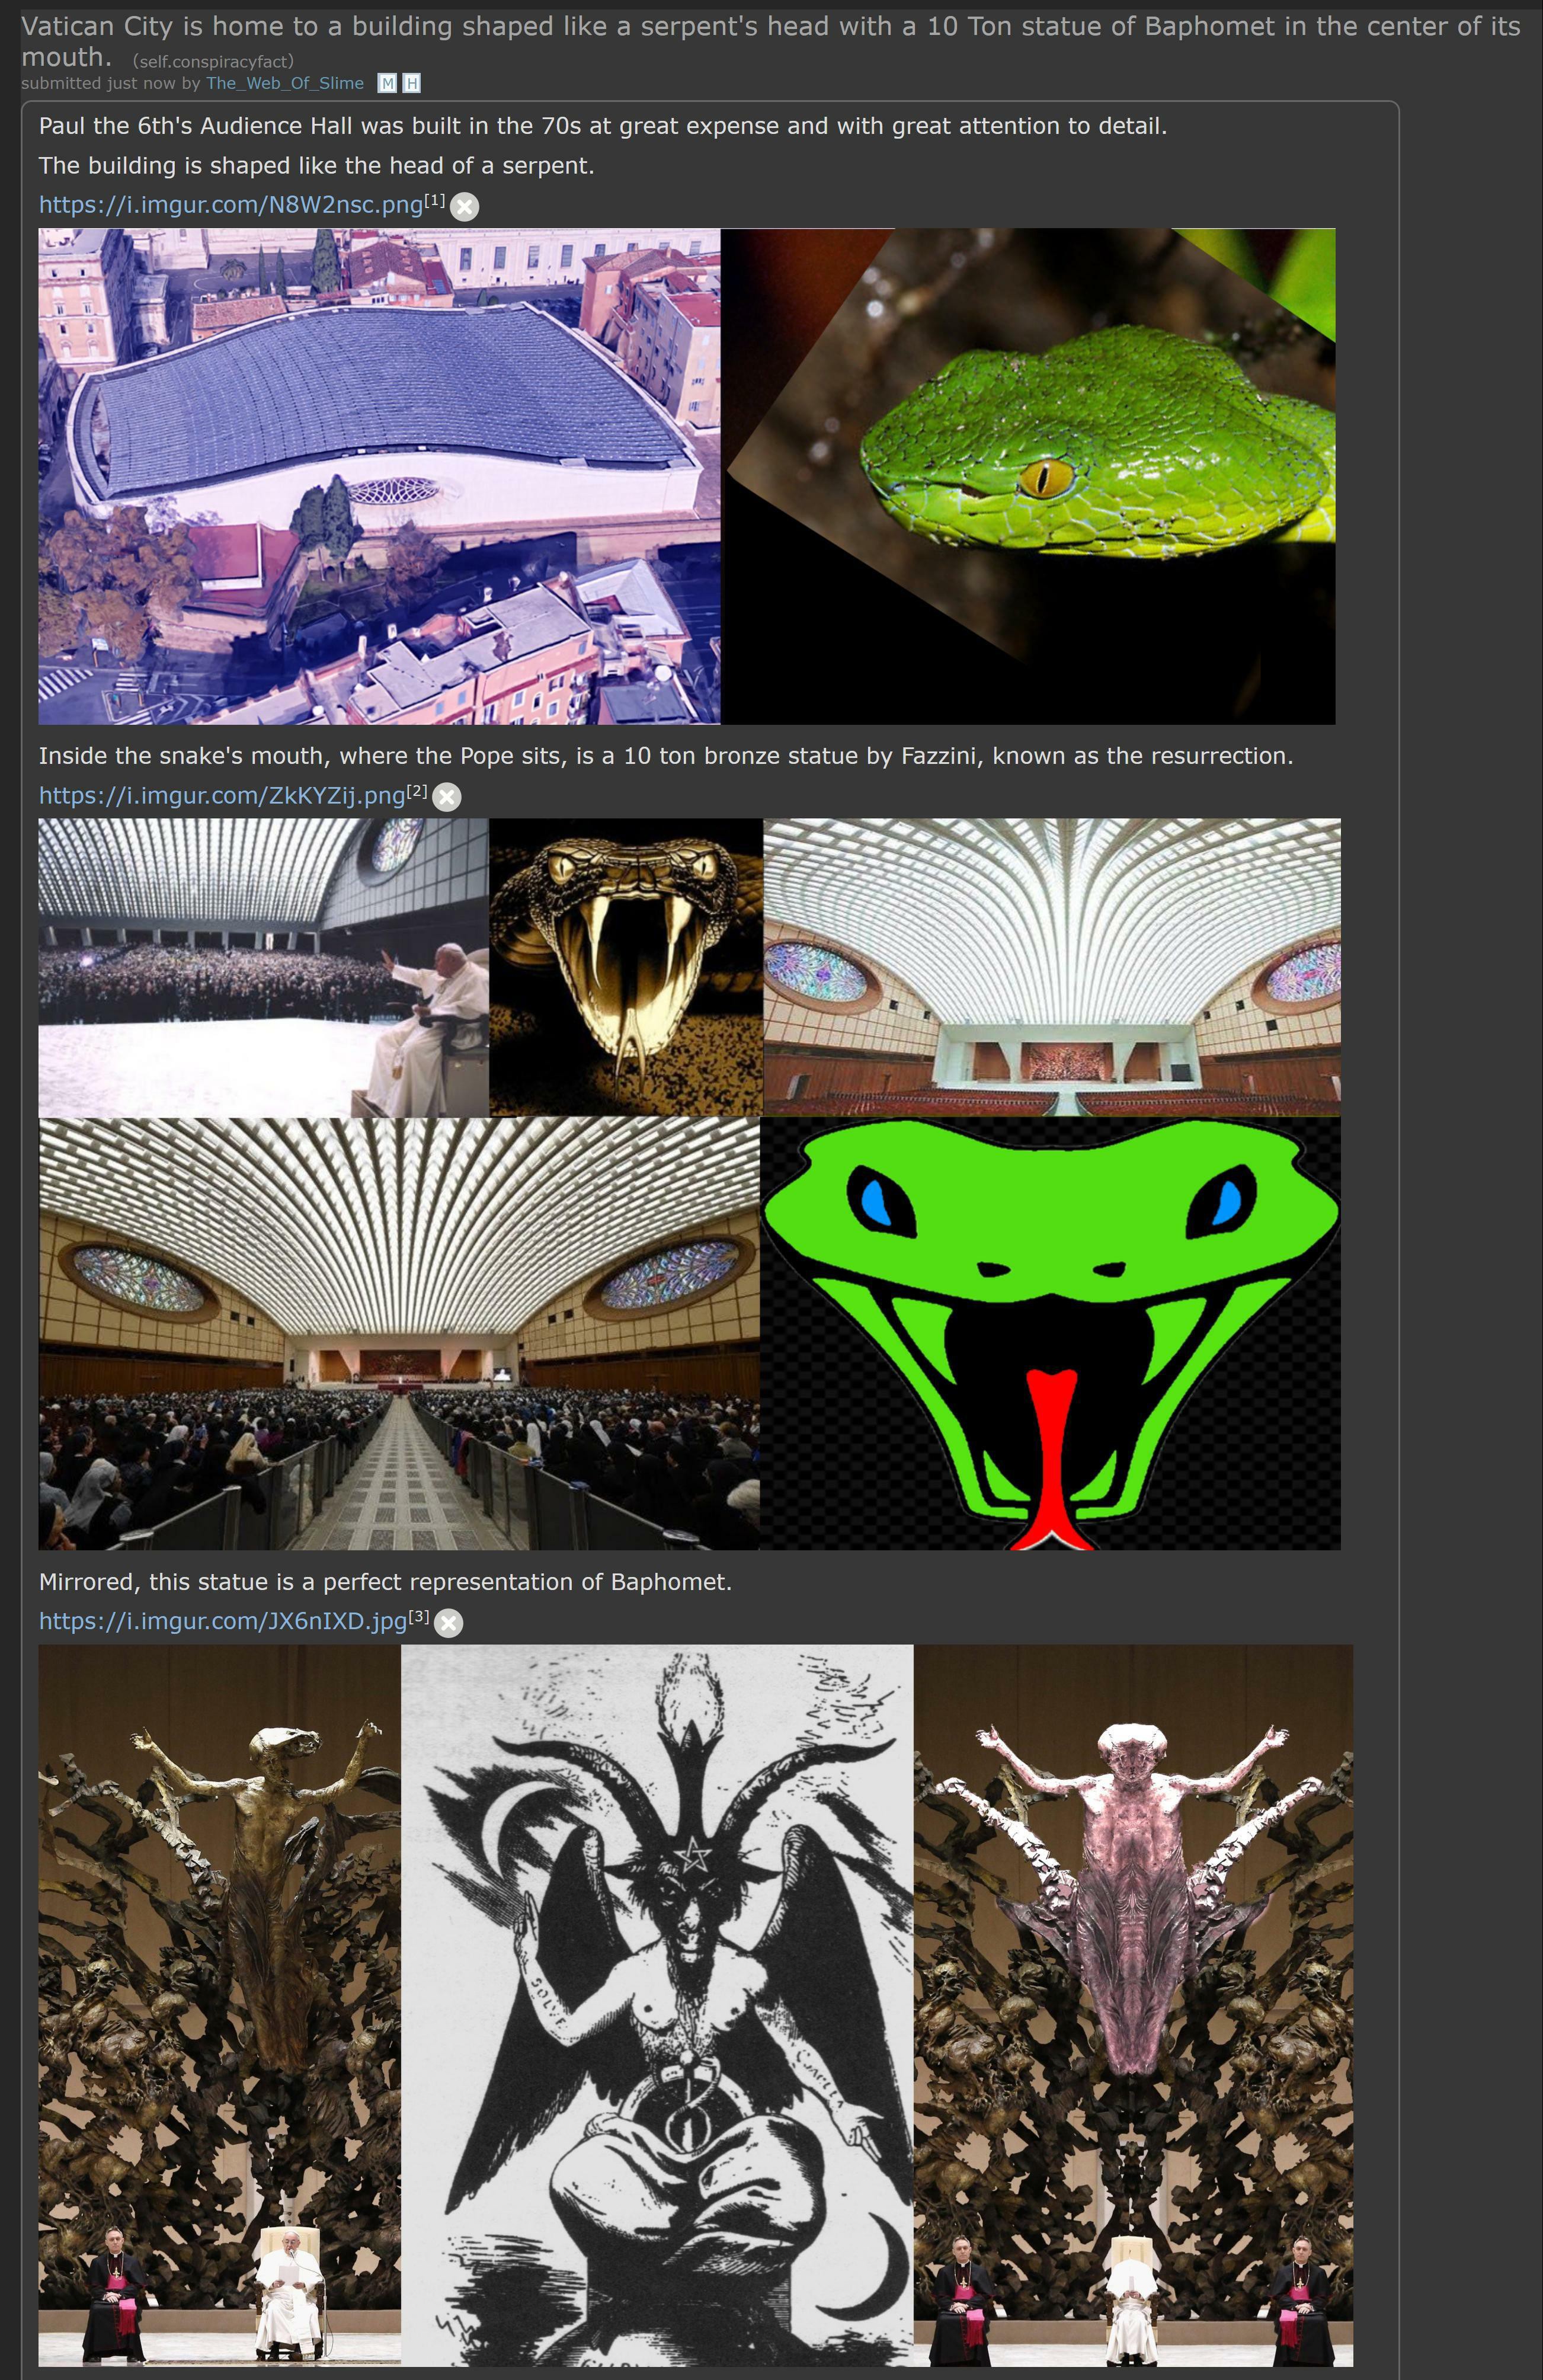 Vatican City is home to a building shaped like a serpent's head with a 10 Ton statue of Baphomet in the center of its
mouth. (self.conspiracyfact)
submitted just now by The_Web_Of_Slime M H
Paul the 6th's Audience Hall was built in the 70s at great expense and with great attention to detail.
The building is shaped like the head of a serpent.
https://i.imgur.com/N8W2nsc.png[1]
Inside the snake's mouth, where the Pope sits, is a 10 ton bronze statue by Fazzini, known as the resurrection.
https://i.imgur.com/ZkKYZij.png[2]
Mirrored, this statue is a perfect representation of Baphomet.
https://i.imgur.com/JX6nIXD.jpg[3]
SOLVE